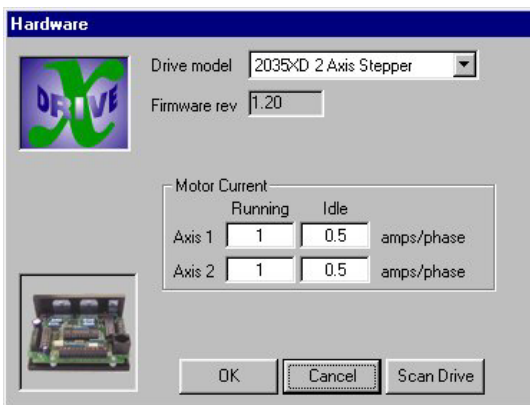 Hardware
DRIVE
X
Drive model 2035XD 2 Axis Stepper
Firmware rev 1.20
Motor Current
Running Idle
Axis 1 1 0.5 amps/phase
Axis 2 1 0.5 amps/phase
OK Cancel Scan Drive